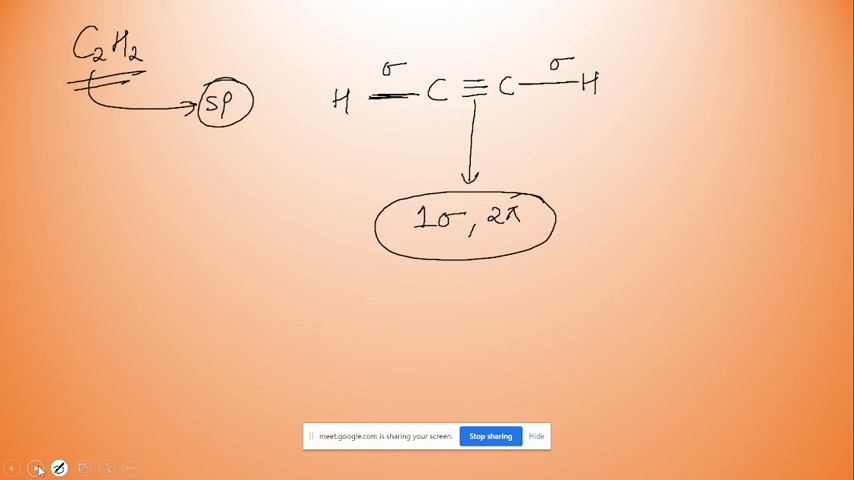 C₂H₂
sp
σ σ
H — C ≡ C — H
1σ, 2π
meet.google.com is sharing your screen. Stop sharing Hide